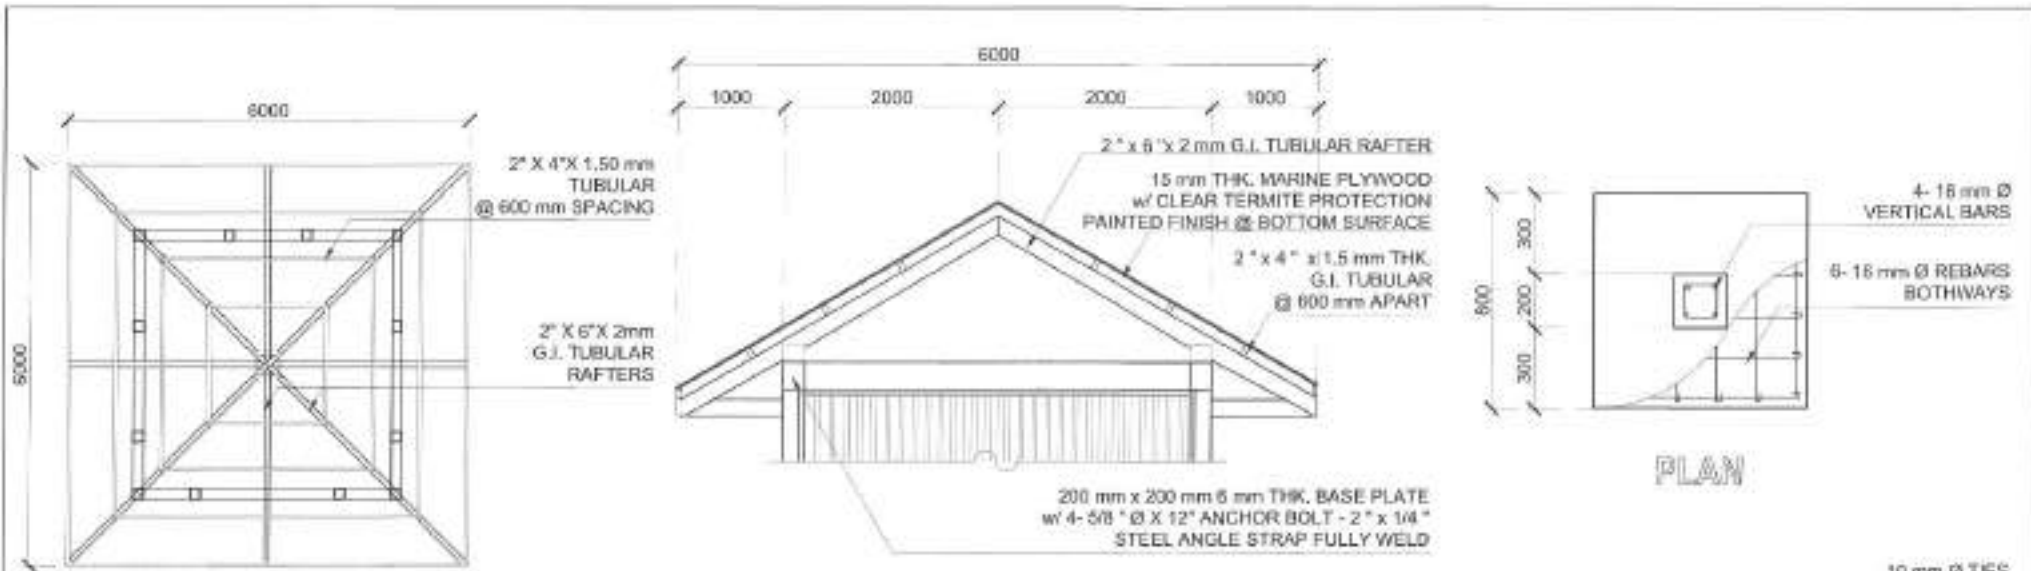 6000
6000
2" X 4"X 1.50 mm
TUBULAR
@ 600 mm SPACING
2" X 6"X 2mm
G.I. TUBULAR
RAFTERS
6000
1000
2000
2000
1000
2 " x 6 "x 2 mm G.I. TUBULAR RAFTER
15 mm THK. MARINE PLYWOOD
w/ CLEAR TERMITE PROTECTION
PAINTED FINISH @ BOTTOM SURFACE
2 " x 4 " x 1.5 mm THK.
G.I. TUBULAR
@ 600 mm APART
200 mm x 200 mm 6 mm THK. BASE PLATE
w/ 4- 5/8 " Ø X 12" ANCHOR BOLT - 2 " x 1/4 "
STEEL ANGLE STRAP FULLY WELD
800
300
200
300
4- 16 mm Ø
VERTICAL BARS
6- 16 mm Ø REBARS
BOTHWAYS
PLAN
10 mm Ø TIES